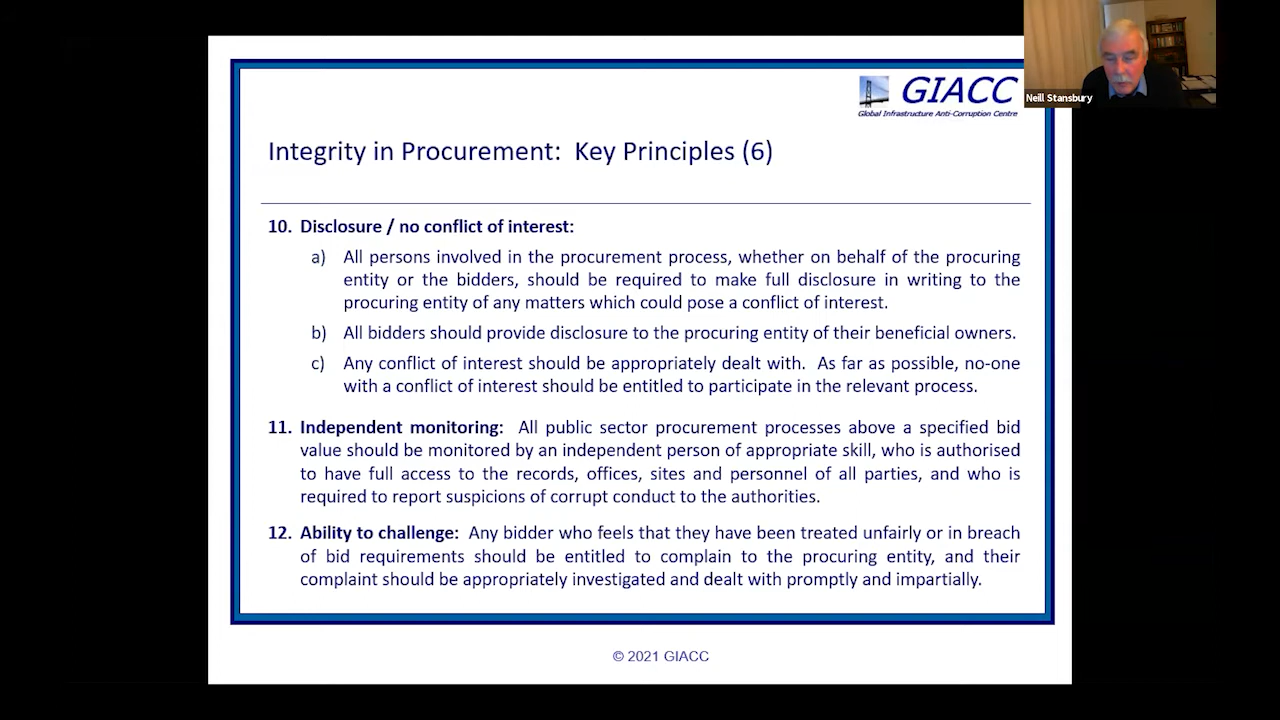 GIACC
Global Infrastructure Anti-Corruption Centre
Neill Stansbury
Integrity in Procurement: Key Principles (6)
10. Disclosure / no conflict of interest:
a) All persons involved in the procurement process, whether on behalf of the procuring
entity or the bidders, should be required to make full disclosure in writing to the
procuring entity of any matters which could pose a conflict of interest.
b) All bidders should provide disclosure to the procuring entity of their beneficial owners.
c) Any conflict of interest should be appropriately dealt with. As far as possible, no-one
with a conflict of interest should be entitled to participate in the relevant process.
11. Independent monitoring: All public sector procurement processes above a specified bid
value should be monitored by an independent person of appropriate skill, who is authorised
to have full access to the records, offices, sites and personnel of all parties, and who is
required to report suspicions of corrupt conduct to the authorities.
12. Ability to challenge: Any bidder who feels that they have been treated unfairly or in breach
of bid requirements should be entitled to complain to the procuring entity, and their
complaint should be appropriately investigated and dealt with promptly and impartially.
© 2021 GIACC